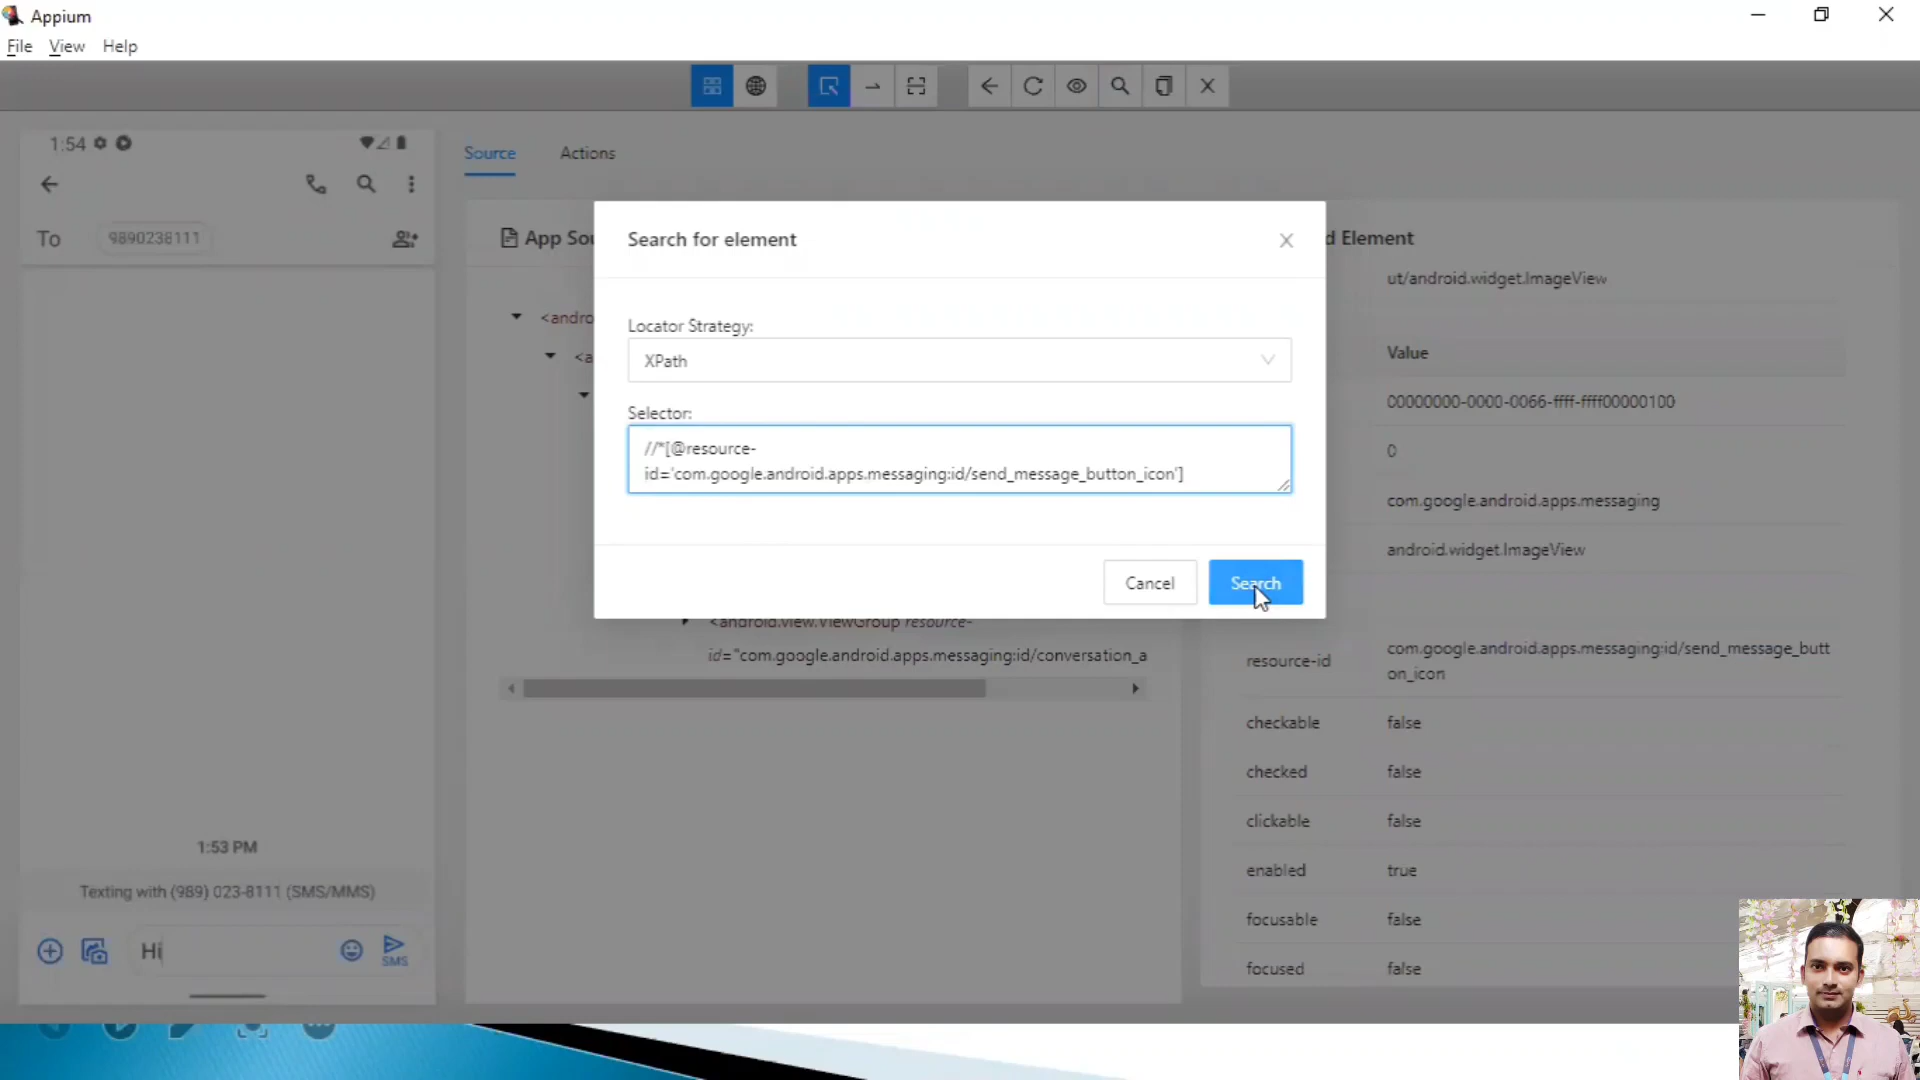 Appium
File View Help
1:54
To 9890238111
1:53 PM
Texting with (989) 023-8111 (SMS/MMS)
Hi
SMS
Source Actions
App Sou
<andro
<a
<android.view.ViewGroup resource-
id="com.google.android.apps.messaging:id/conversation_a
Search for element
Locator Strategy:
XPath
Selector:
//*[@resource-
id='com.google.android.apps.messaging:id/send_message_button_icon']
Cancel Search
d Element
ut/android.widget.ImageView
Value
00000000-0000-0066-ffff-ffff00000100
0
com.google.android.apps.messaging
android.widget.ImageView
resource-id com.google.android.apps.messaging:id/send_message_butt
on_icon
checkable false
checked false
clickable false
enabled true
focusable false
focused false